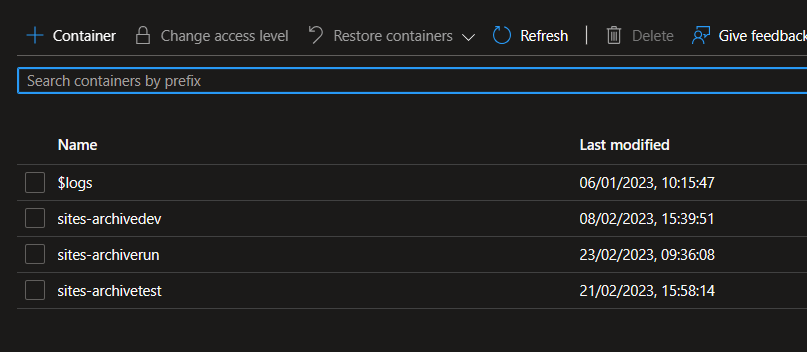 Container Change access level Restore containers Refresh Delete Give feedback
Search containers by prefix
Name Last modified
$logs 06/01/2023, 10:15:47
sites-archivedev 08/02/2023, 15:39:51
sites-archiverun 23/02/2023, 09:36:08
sites-archivetest 21/02/2023, 15:58:14